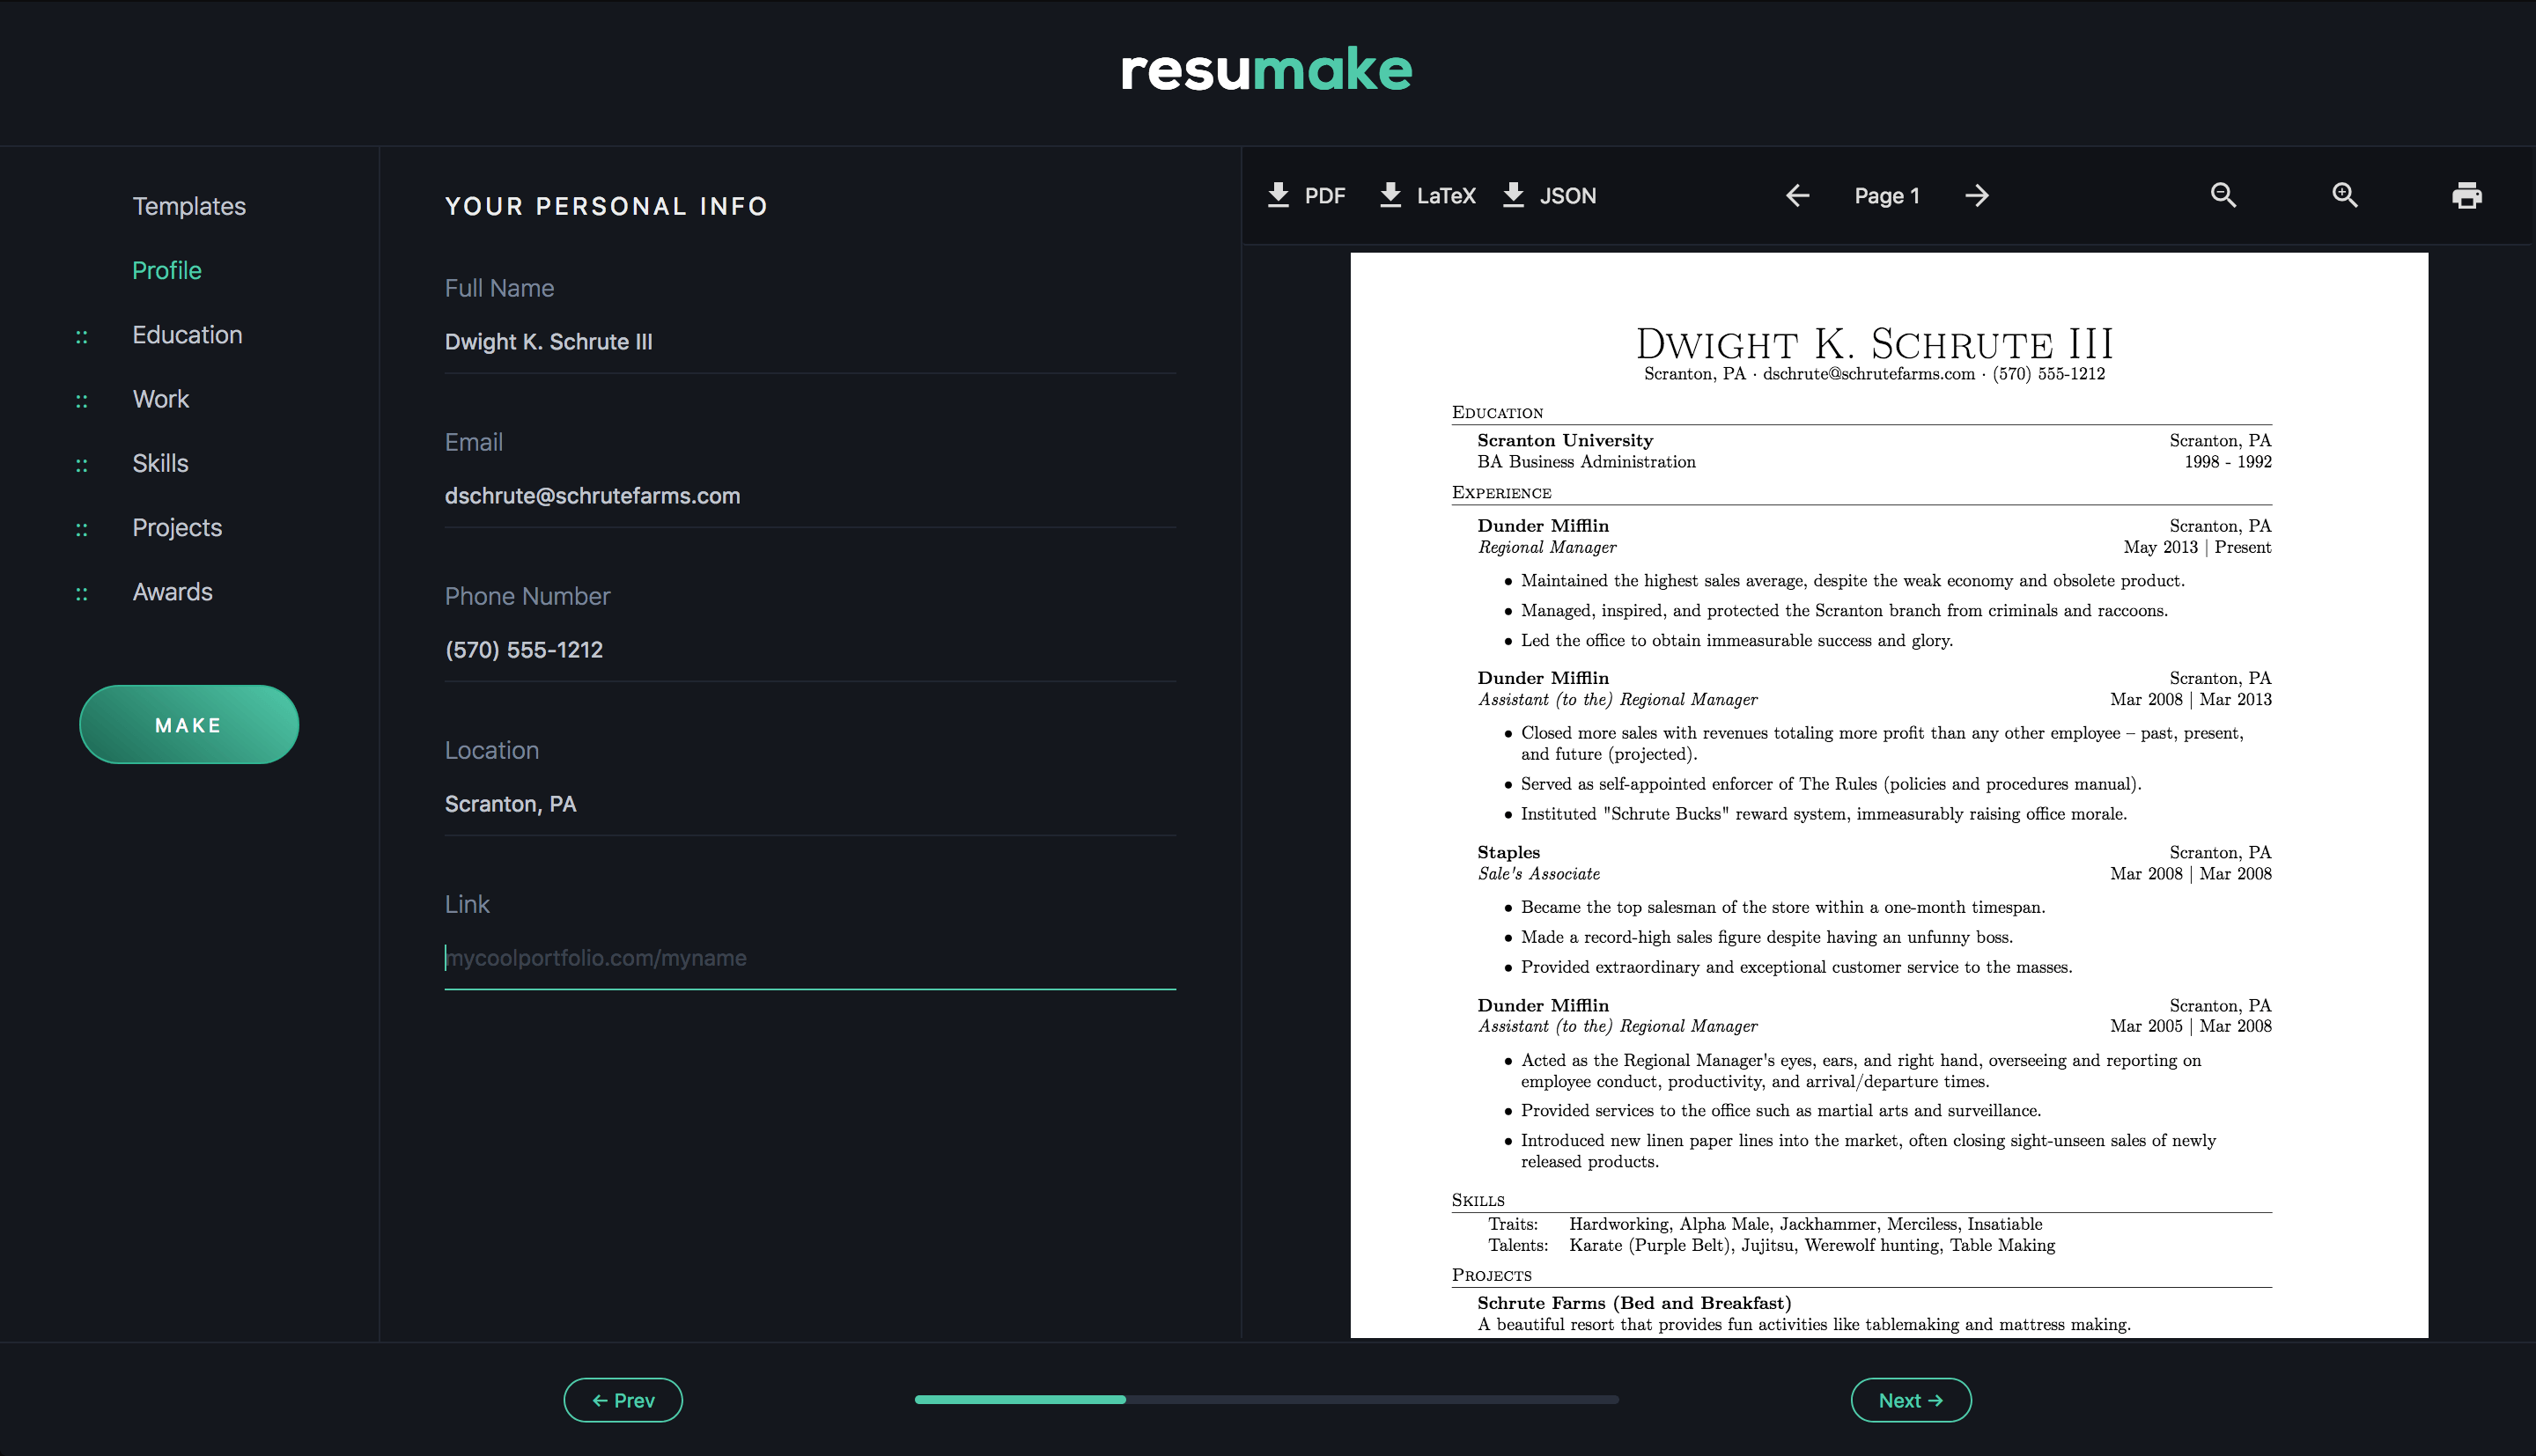 resumake
Templates
Profile
Education
Work
Skills
Projects
Awards
MAKE
YOUR PERSONAL INFO
Full Name
Dwight K. Schrute III
Email
dschrute@schrutefarms.com
Phone Number
(570) 555-1212
Location
Scranton, PA
Link
mycoolportfolio.com/myname
PDF LaTeX JSON Page 1
Dwight K. Schrute III
Scranton, PA · dschrute@schrutefarms.com · (570) 555-1212
Education
Scranton University Scranton, PA
BA Business Administration 1998 - 1992
Experience
Dunder Mifflin Scranton, PA
Regional Manager May 2013 | Present
• Maintained the highest sales average, despite the weak economy and obsolete product.
• Managed, inspired, and protected the Scranton branch from criminals and raccoons.
• Led the office to obtain immeasurable success and glory.
Dunder Mifflin Scranton, PA
Assistant (to the) Regional Manager Mar 2008 | Mar 2013
• Closed more sales with revenues totaling more profit than any other employee – past, present,
and future (projected).
• Served as self-appointed enforcer of The Rules (policies and procedures manual).
• Instituted "Schrute Bucks" reward system, immeasurably raising office morale.
Staples Scranton, PA
Sale's Associate Mar 2008 | Mar 2008
• Became the top salesman of the store within a one-month timespan.
• Made a record-high sales figure despite having an unfunny boss.
• Provided extraordinary and exceptional customer service to the masses.
Dunder Mifflin Scranton, PA
Assistant (to the) Regional Manager Mar 2005 | Mar 2008
• Acted as the Regional Manager's eyes, ears, and right hand, overseeing and reporting on
employee conduct, productivity, and arrival/departure times.
• Provided services to the office such as martial arts and surveillance.
• Introduced new linen paper lines into the market, often closing sight-unseen sales of newly
released products.
Skills
Traits: Hardworking, Alpha Male, Jackhammer, Merciless, Insatiable
Talents: Karate (Purple Belt), Jujitsu, Werewolf hunting, Table Making
Projects
Schrute Farms (Bed and Breakfast)
A beautiful resort that provides fun activities like tablemaking and mattress making.
← Prev
Next →